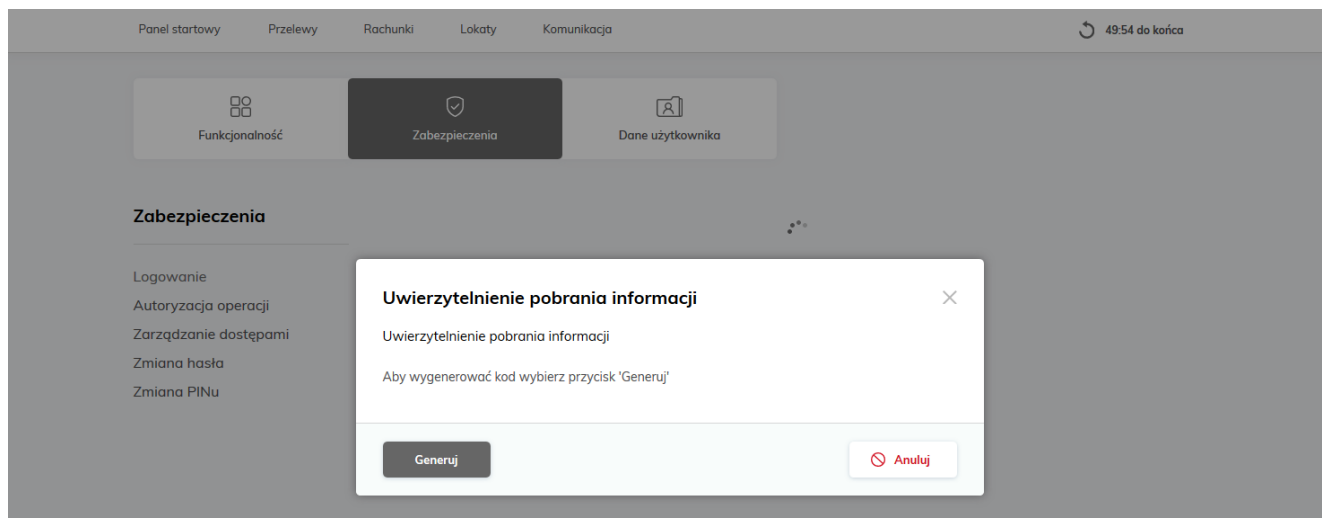 Panel startowy Przelewy Rachunki Lokaty Komunikacja 49:54 do końca
Funkcjonalność Zabezpieczenia Dane użytkownika
Zabezpieczenia
Logowanie
Autoryzacja operacji
Zarządzanie dostępami
Zmiana hasła
Zmiana PINu
Uwierzytelnienie pobrania informacji
Uwierzytelnienie pobrania informacji
Aby wygenerować kod wybierz przycisk 'Generuj'
Generuj Anuluj